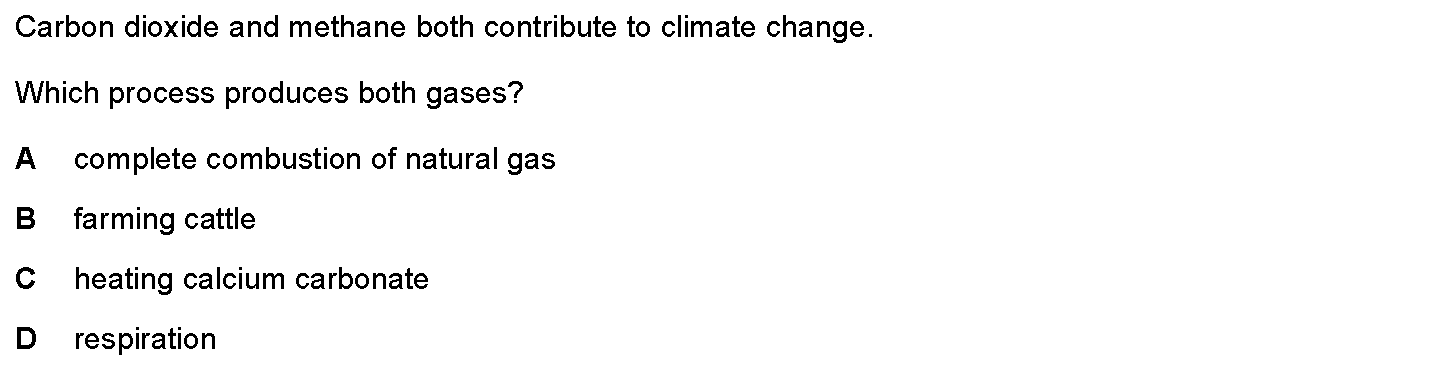 Carbon dioxide and methane both contribute to climate change.
Which process produces both gases?
A complete combustion of natural gas
B farming cattle
C heating calcium carbonate
D respiration